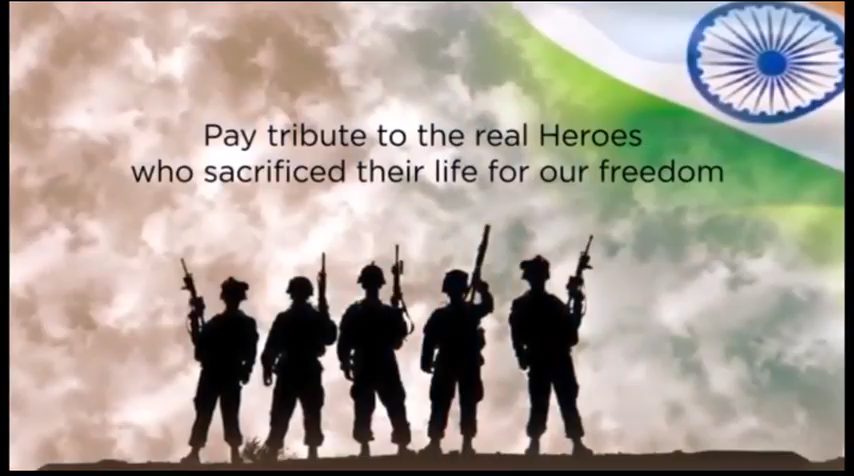 Pay tribute to the real Heroes
who sacrificed their life for our freedom